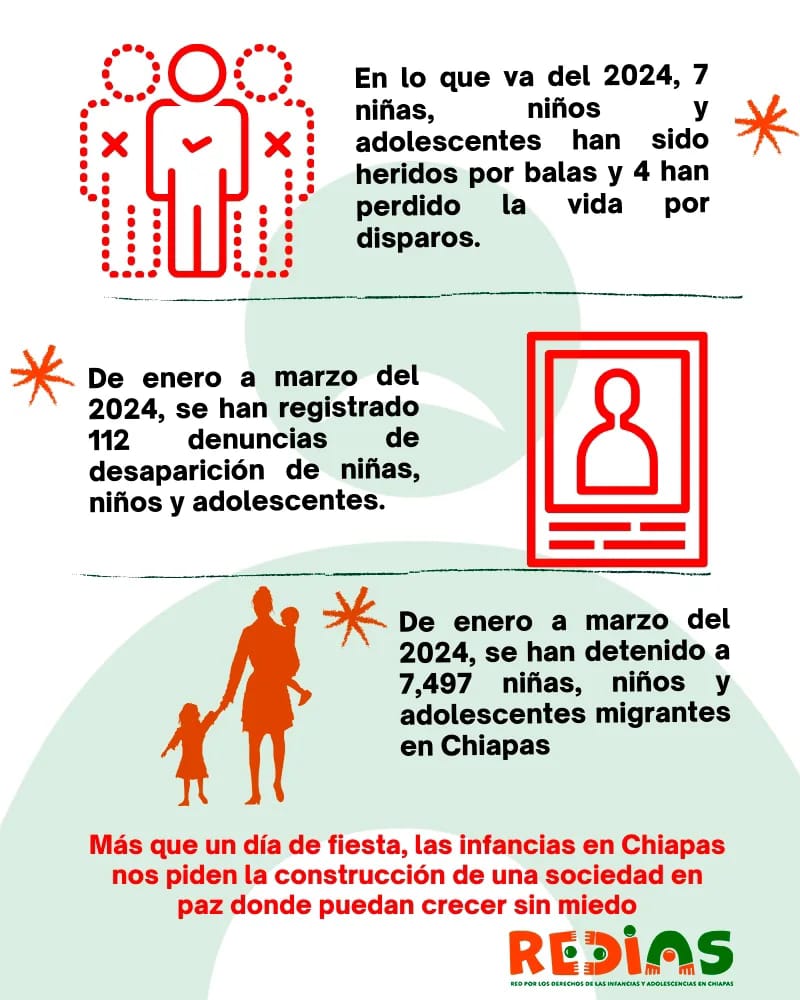 En lo que va del 2024, 7
niñas, niños y
adolescentes han sido
heridos por balas y 4 han
perdido la vida por
disparos.
De enero a marzo del
2024, se han registrado
112 denuncias de
desaparición de niñas,
niños y adolescentes.
De enero a marzo del
2024, se han detenido a
7,497 niñas, niños y
adolescentes migrantes
en Chiapas
Más que un día de fiesta, las infancias en Chiapas
nos piden la construcción de una sociedad en
paz donde puedan crecer sin miedo
REDIAS
RED POR LOS DERECHOS DE LAS INFANCIAS Y ADOLESCENCIAS EN CHIAPAS